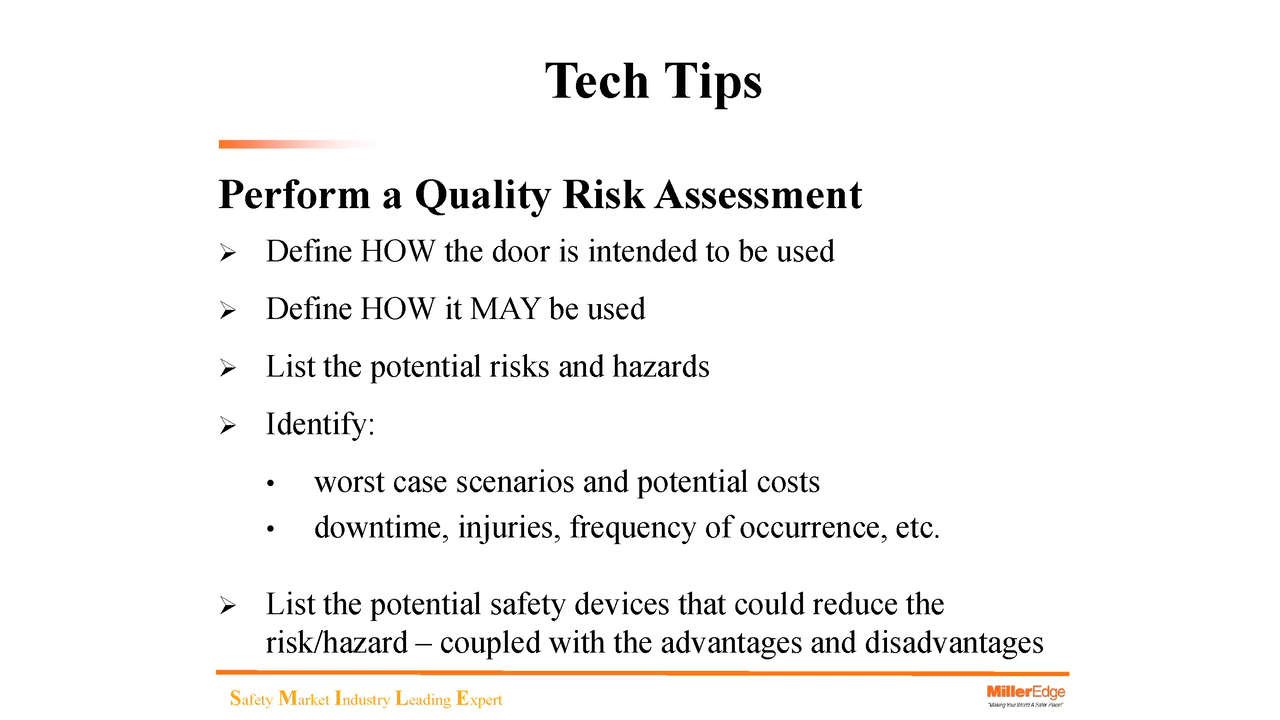 Tech Tips
Perform a Quality Risk Assessment
➢ Define HOW the door is intended to be used
➢ Define HOW it MAY be used
➢ List the potential risks and hazards
➢ Identify:
• worst case scenarios and potential costs
• downtime, injuries, frequency of occurrence, etc.
➢ List the potential safety devices that could reduce the
risk/hazard – coupled with the advantages and disadvantages
Safety Market Industry Leading Expert
MillerEdge
"Making Your World A Safer Place!"